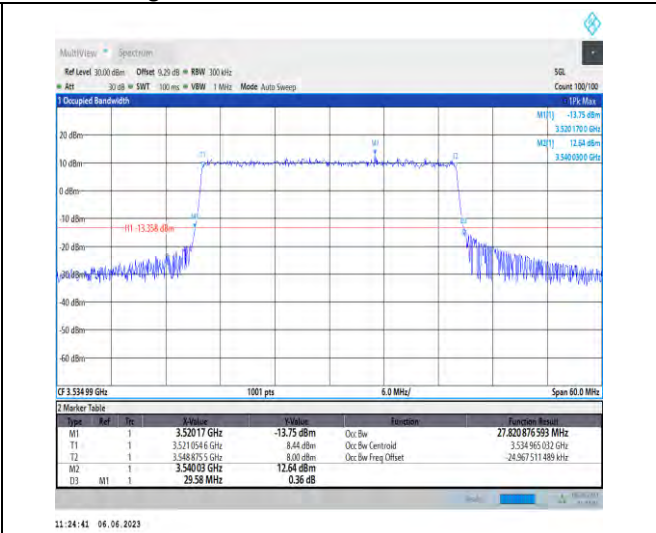 MultiView Spectrum
Ref Level 30.00 dBm Offset 9.29 dB RBW 300 kHz SGL
Att 30 dB SWT 100 ms VBW 1 MHz Mode Auto Sweep Count 100/100
1 Occupied Bandwidth 1Pk Max
M1[1] -13.75 dBm
3.520 170 0 GHz
20 dBm M2[1] 12.64 dBm
3.540 030 0 GHz
T1 M2 T2
10 dBm
0 dBm
-10 dBm
H1 -13.358 dBm
-20 dBm
-30 dBm
-40 dBm
-50 dBm
-60 dBm
CF 3.534 99 GHz 1001 pts 6.0 MHz/ Span 60.0 MHz
2 Marker Table
Type Ref Trc X-Value Y-Value Function Function Result
M1 1 3.52017 GHz -13.75 dBm Occ Bw 27.820 876 593 MHz
T1 1 3.521 054 6 GHz 8.44 dBm Occ Bw Centroid 3.534 965 032 GHz
T2 1 3.548 875 5 GHz 8.00 dBm Occ Bw Freq Offset -24.967 511 489 kHz
M2 1 3.54003 GHz 12.64 dBm
D3 M1 1 29.58 MHz 0.36 dB
11:24:41 06.06.2023